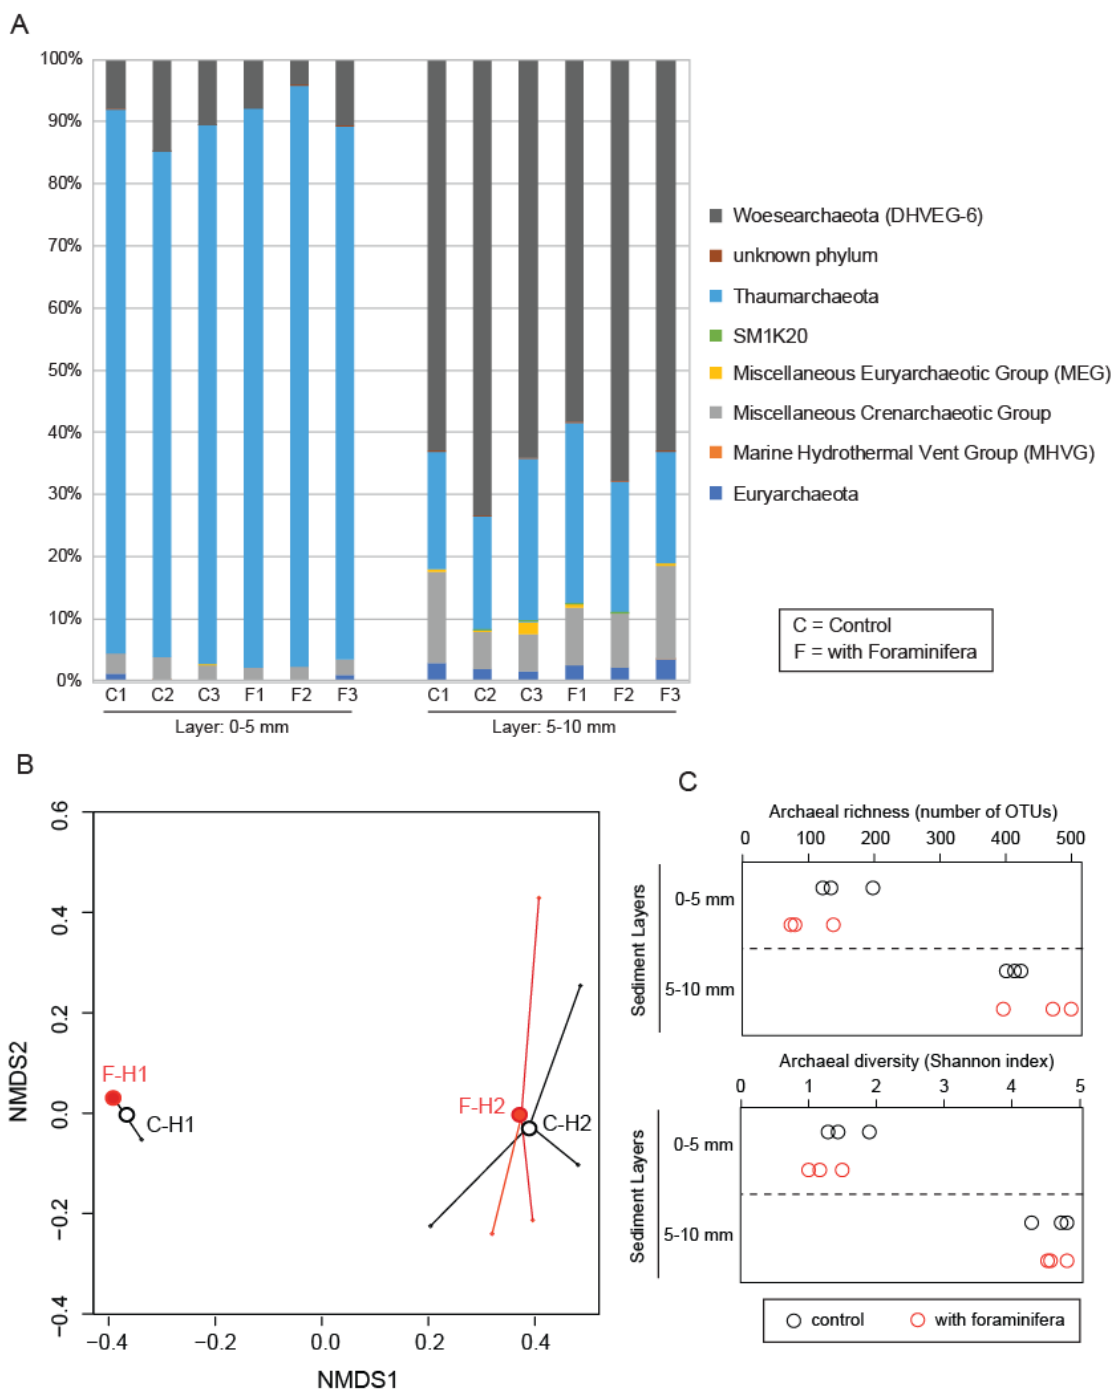 A
100%
90%
80%
70%
60%
50%
40%
30%
20%
10%
0%
C1 C2 C3 F1 F2 F3 C1 C2 C3 F1 F2 F3
Layer: 0-5 mm Layer: 5-10 mm
Woesearchaeota (DHVEG-6)
unknown phylum
Thaumarchaeota
SM1K20
Miscellaneous Euryarchaeotic Group (MEG)
Miscellaneous Crenarchaeotic Group
Marine Hydrothermal Vent Group (MHVG)
Euryarchaeota
C = Control
F = with Foraminifera
B
NMDS2
0.6
0.4
0.2
0.0
−0.2
−0.4
F-H1
C-H1
F-H2
C-H2
−0.4 −0.2 0.0 0.2 0.4
NMDS1
C
Archaeal richness (number of OTUs)
0 100 200 300 400 500
Sediment Layers
0-5 mm
5-10 mm
Archaeal diversity (Shannon index)
0 1 2 3 4 5
Sediment Layers
0-5 mm
5-10 mm
control with foraminifera